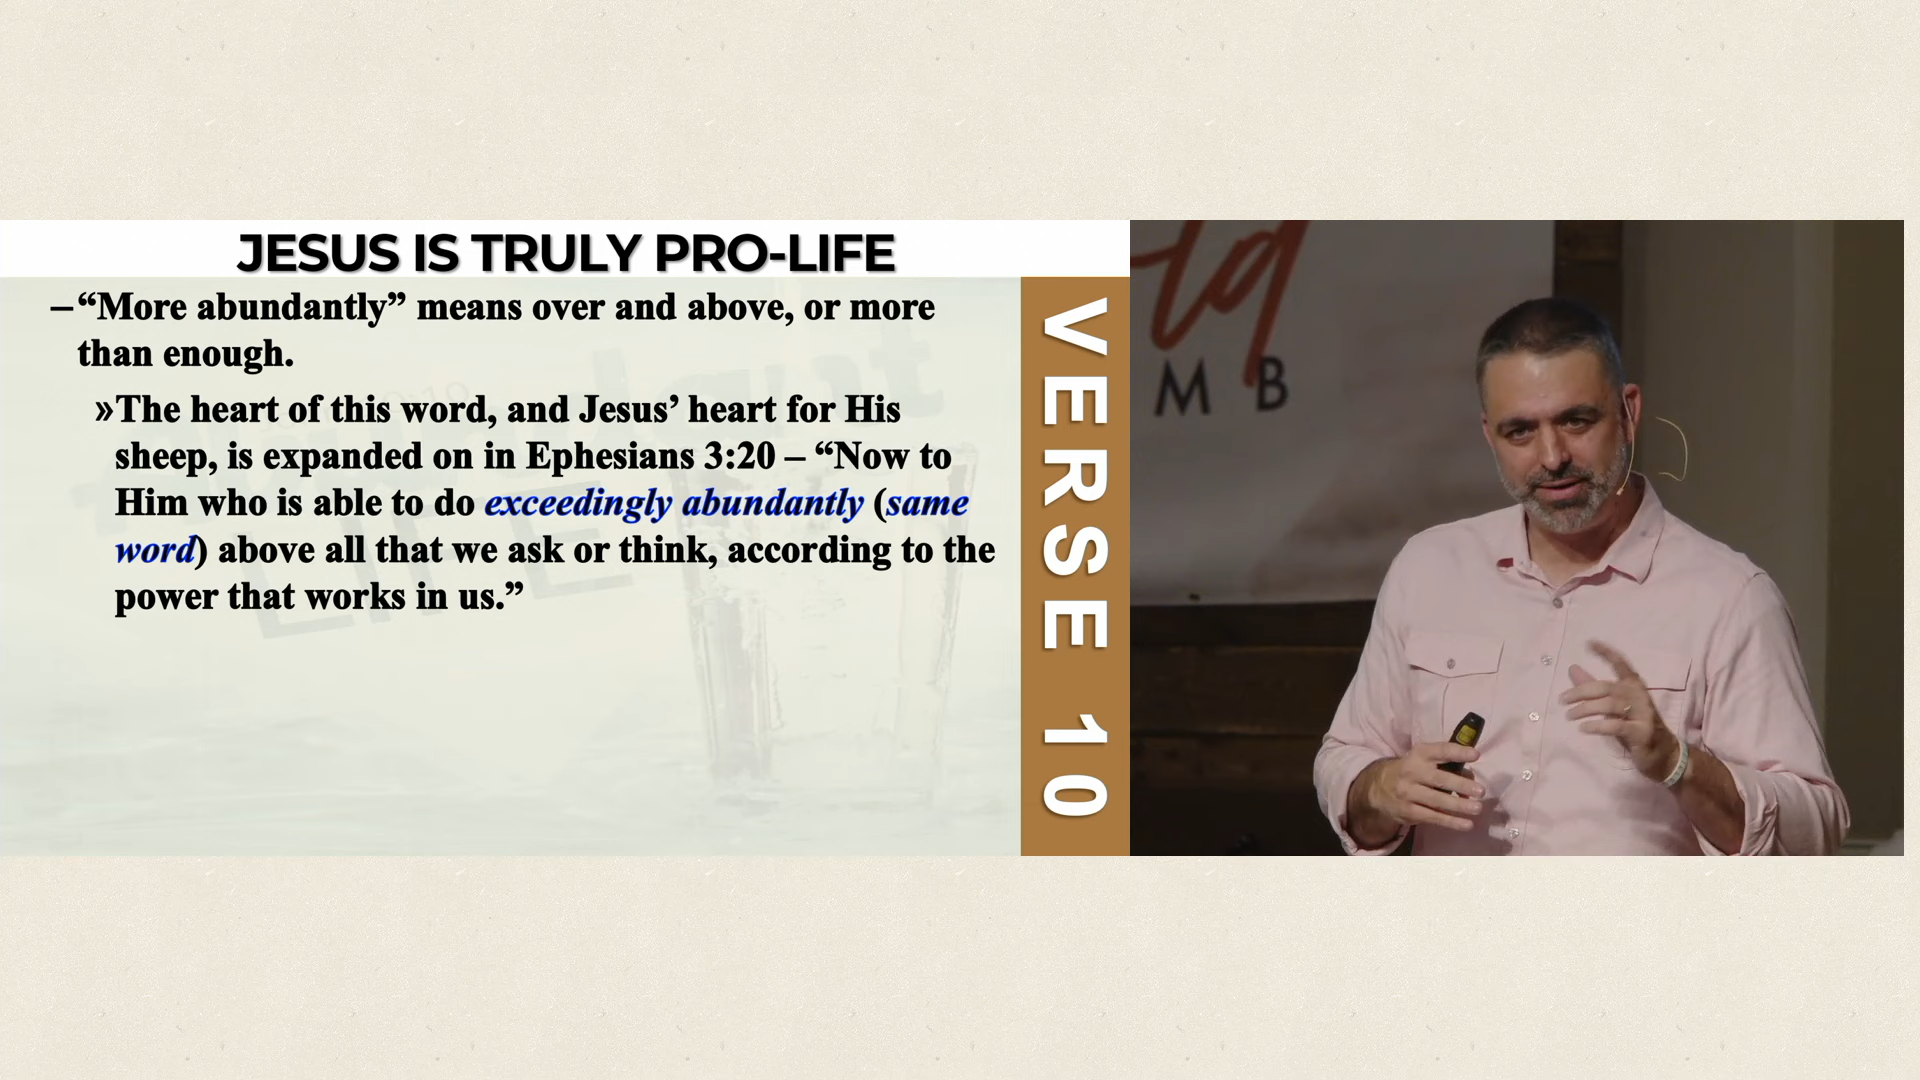 JESUS IS TRULY PRO-LIFE
–“More abundantly” means over and above, or more
than enough.
»The heart of this word, and Jesus’ heart for His
sheep, is expanded on in Ephesians 3:20 – “Now to
Him who is able to do exceedingly abundantly (same
word) above all that we ask or think, according to the
power that works in us.”
VERSE 10
MB